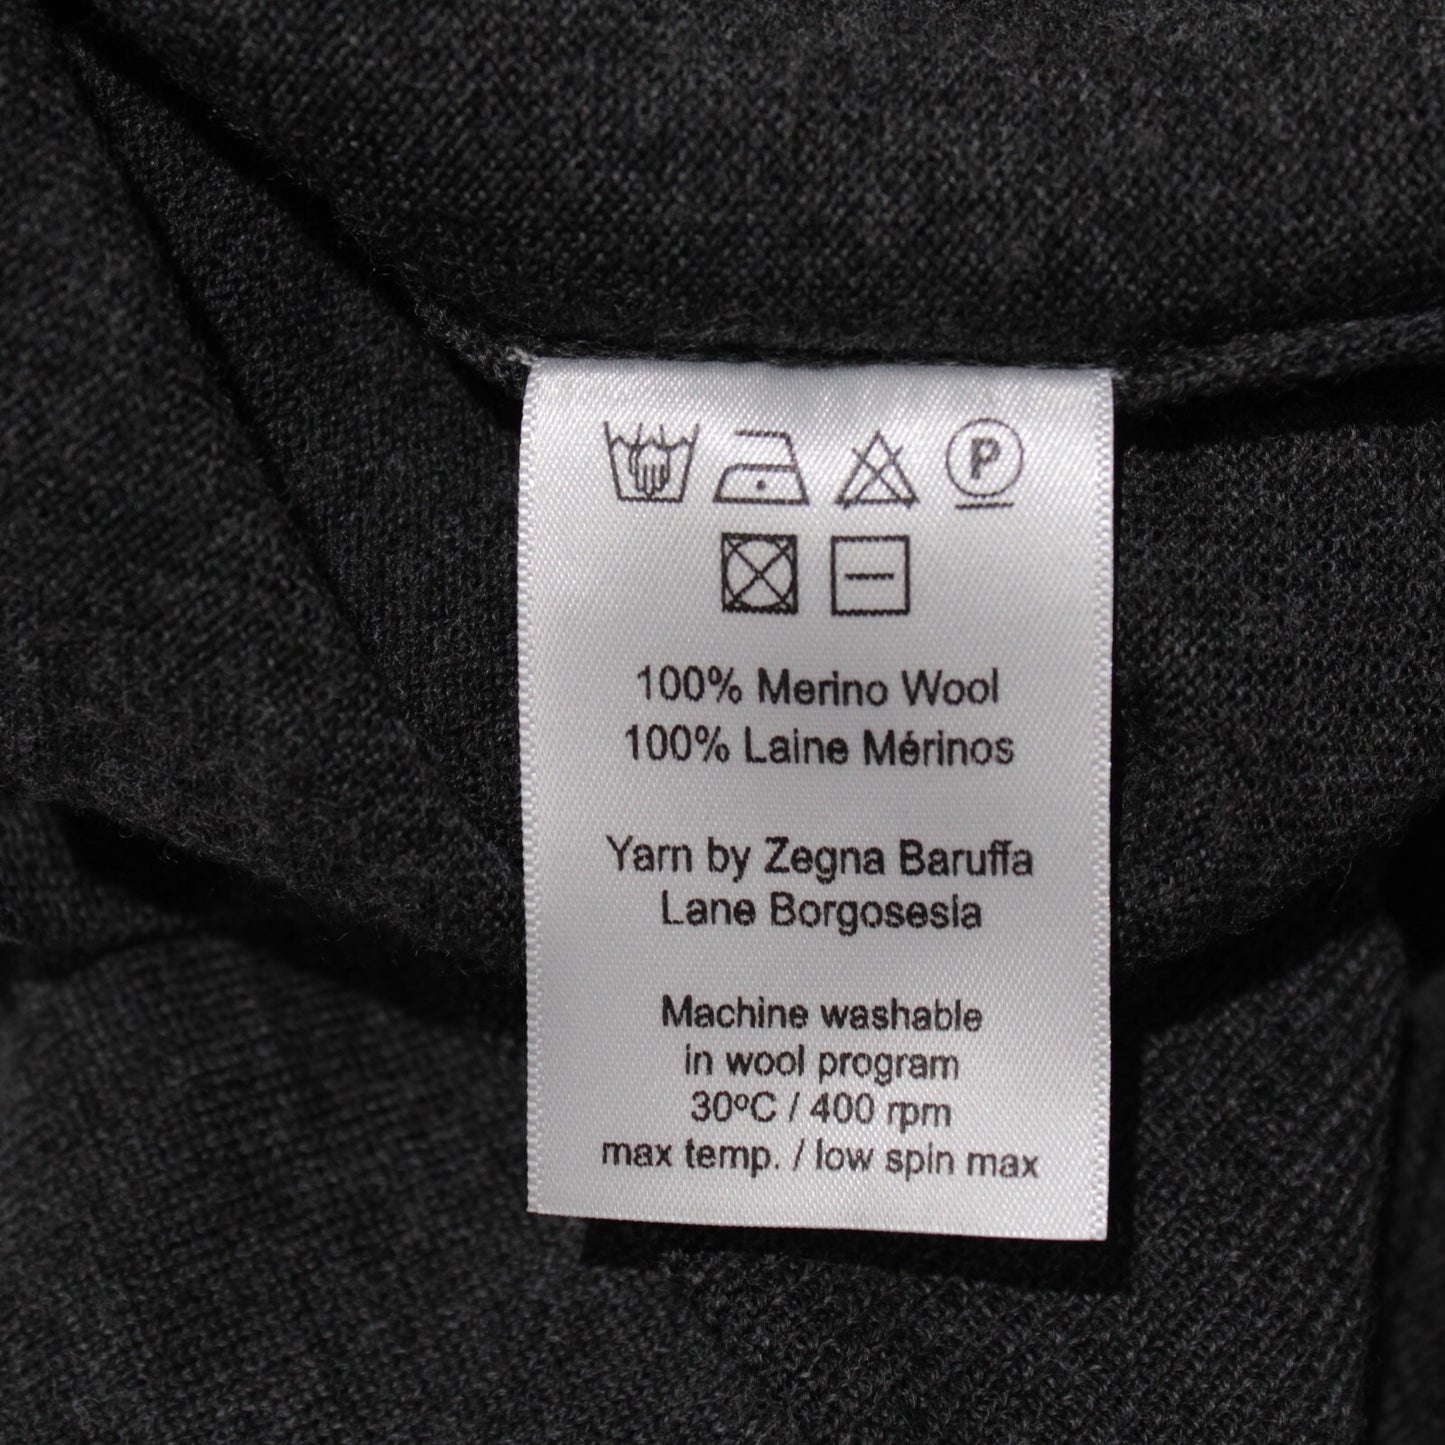 P
100% Merino Wool
100% Laine Mérinos
Yarn by Zegna Baruffa
Lane Borgosesia
Machine washable
in wool program
30ºC / 400 rpm
max temp. / low spin max